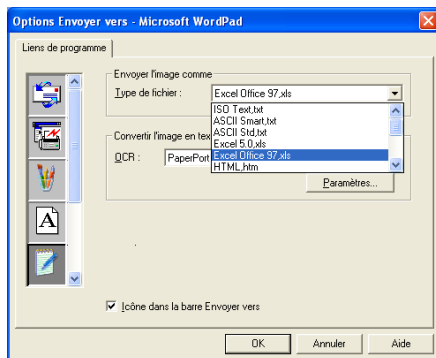 Options Envoyer vers - Microsoft WordPad
Liens de programme
Envoyer l'image comme
Type de fichier :
Excel Office 97,xls
ISO Text,txt
ASCII Smart,txt
ASCII Std,txt
Excel 5.0,xls
Excel Office 97,xls
HTML,htm
Convertir l'image en tex
OCR :
PaperPort
Paramètres...
A
Icône dans la barre Envoyer vers
OK
Annuler
Aide